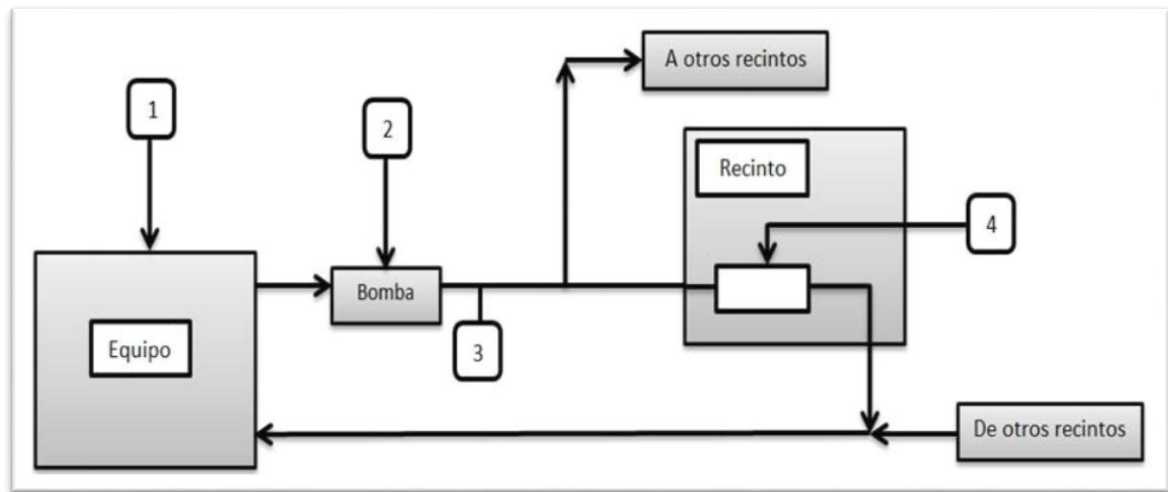 A otros recintos
1
2
Recinto
4
Bomba
Equipo
3
De otros recintos